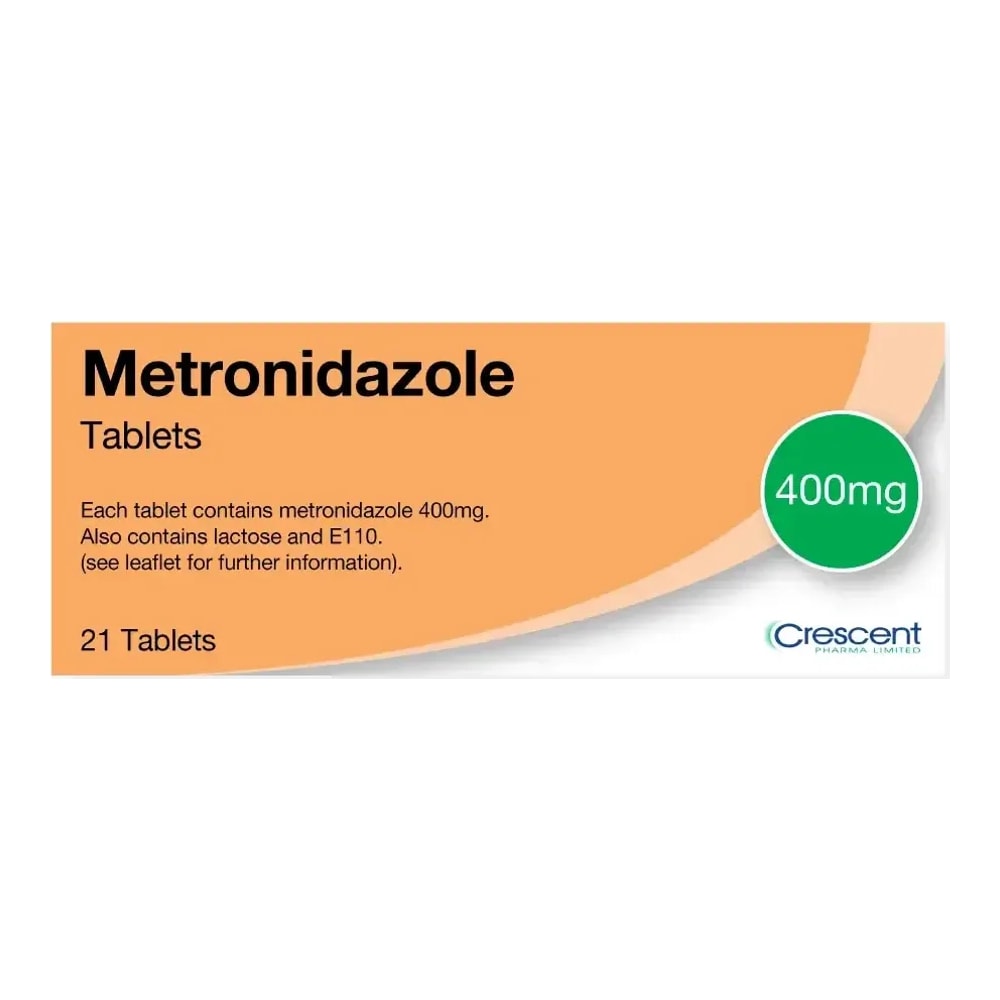 Metronidazole
Tablets
400mg
Each tablet contains metronidazole 400mg.
Also contains lactose and E110.
(see leaflet for further information).
21 Tablets
Crescent
PHARMA LIMITED